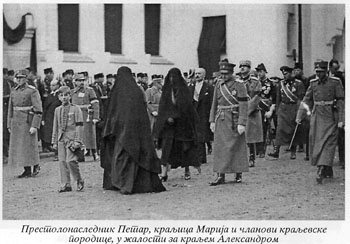 Престолонаследник Петар, краљица Марија и чланови краљевске
породице, у жалости за краљем Александром